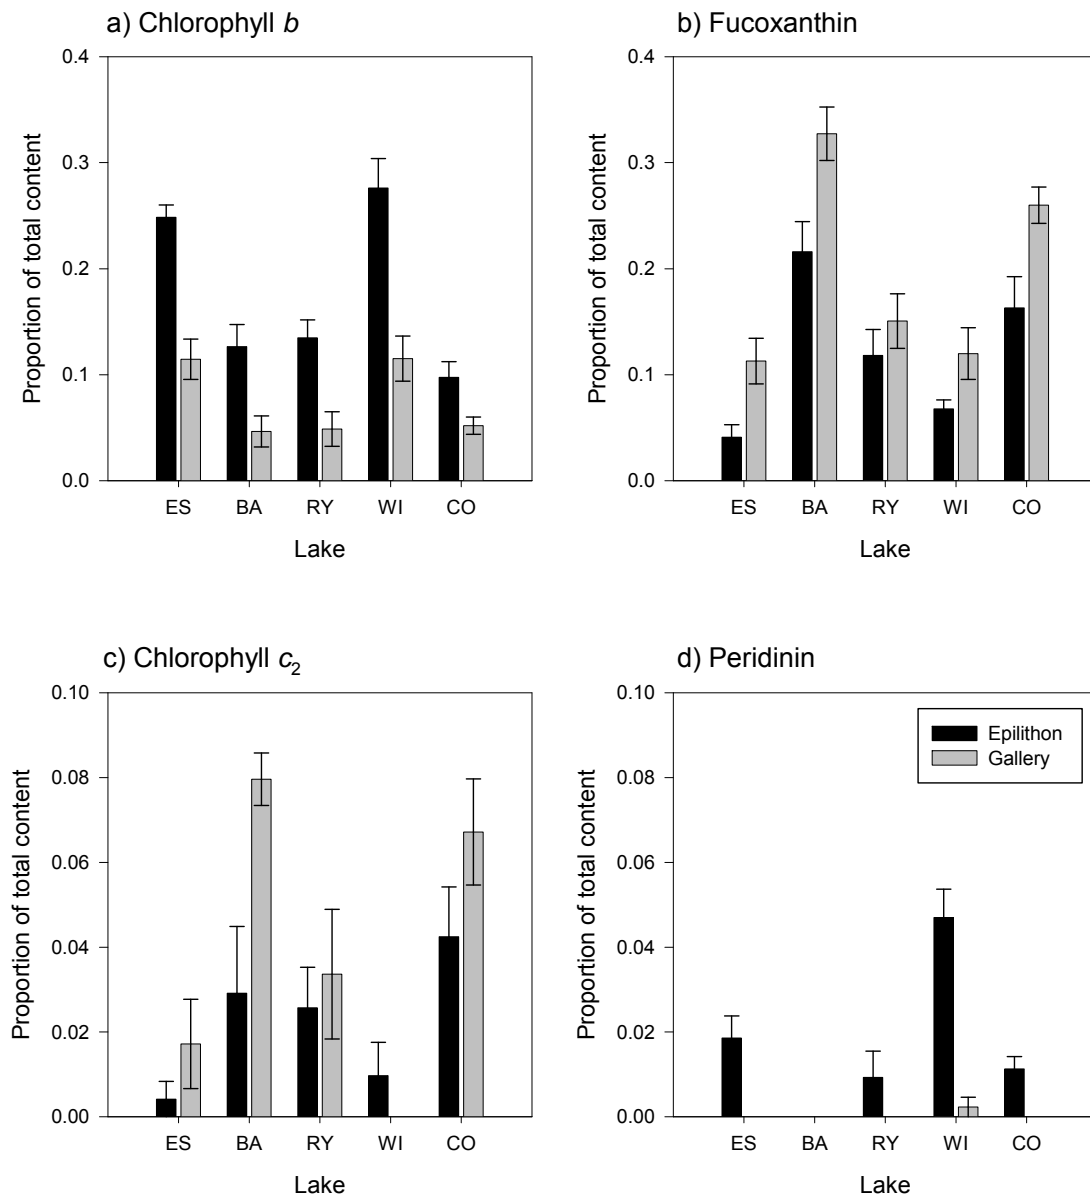 a) Chlorophyll b
Proportion of total content
0.4
0.3
0.2
0.1
0.0
ES BA RY WI CO
Lake
b) Fucoxanthin
Proportion of total content
0.4
0.3
0.2
0.1
0.0
ES BA RY WI CO
Lake
c) Chlorophyll c₂
Proportion of total content
0.10
0.08
0.06
0.04
0.02
0.00
ES BA RY WI CO
Lake
d) Peridinin
Proportion of total content
0.10
0.08
0.06
0.04
0.02
0.00
Epilithon
Gallery
ES BA RY WI CO
Lake